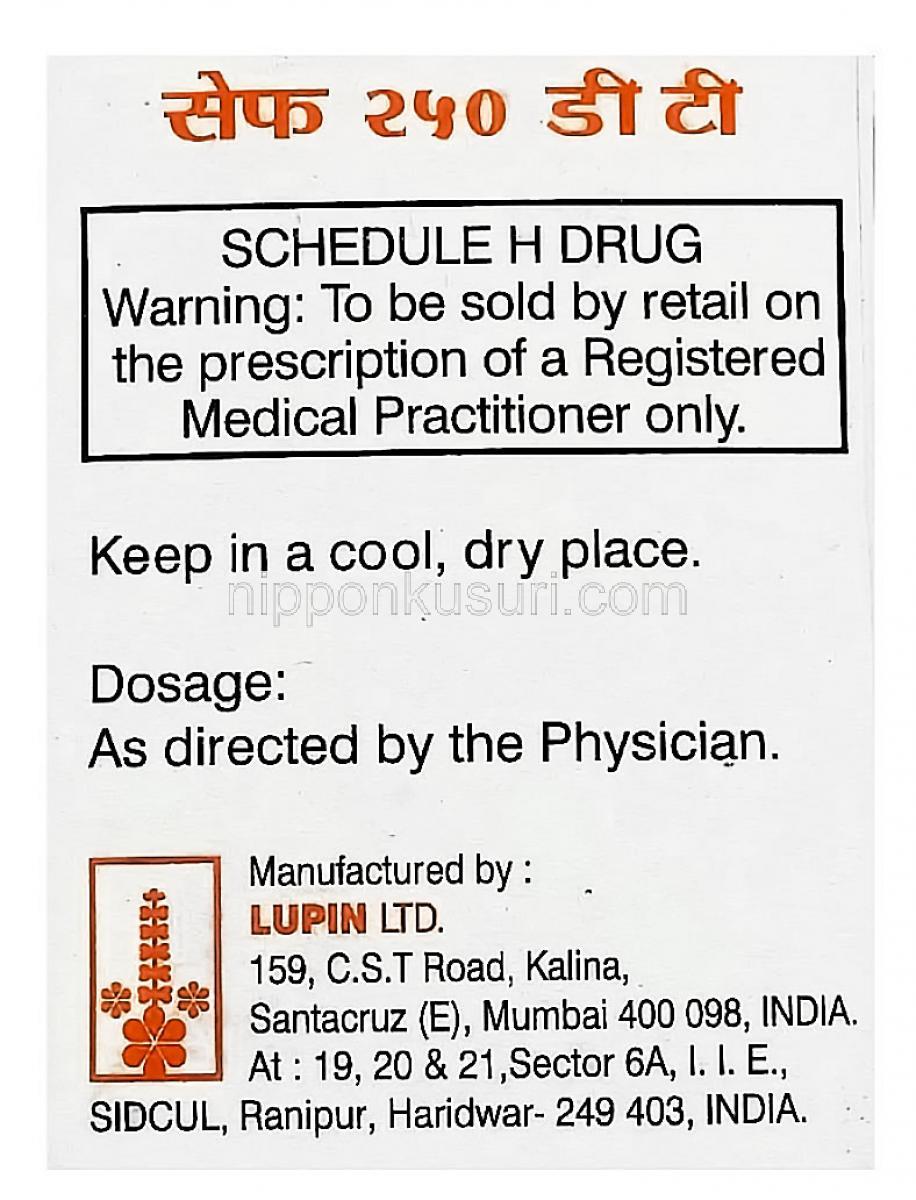 सेफ २५० डी टी
SCHEDULE H DRUG
Warning: To be sold by retail on
the prescription of a Registered
Medical Practitioner only.
Keep in a cool, dry place.
nipponkusuri.com
Dosage:
As directed by the Physician.
Manufactured by :
LUPIN LTD.
159, C.S.T Road, Kalina,
Santacruz (E), Mumbai 400 098, INDIA.
At : 19, 20 & 21,Sector 6A, I. I. E.,
SIDCUL, Ranipur, Haridwar- 249 403, INDIA.